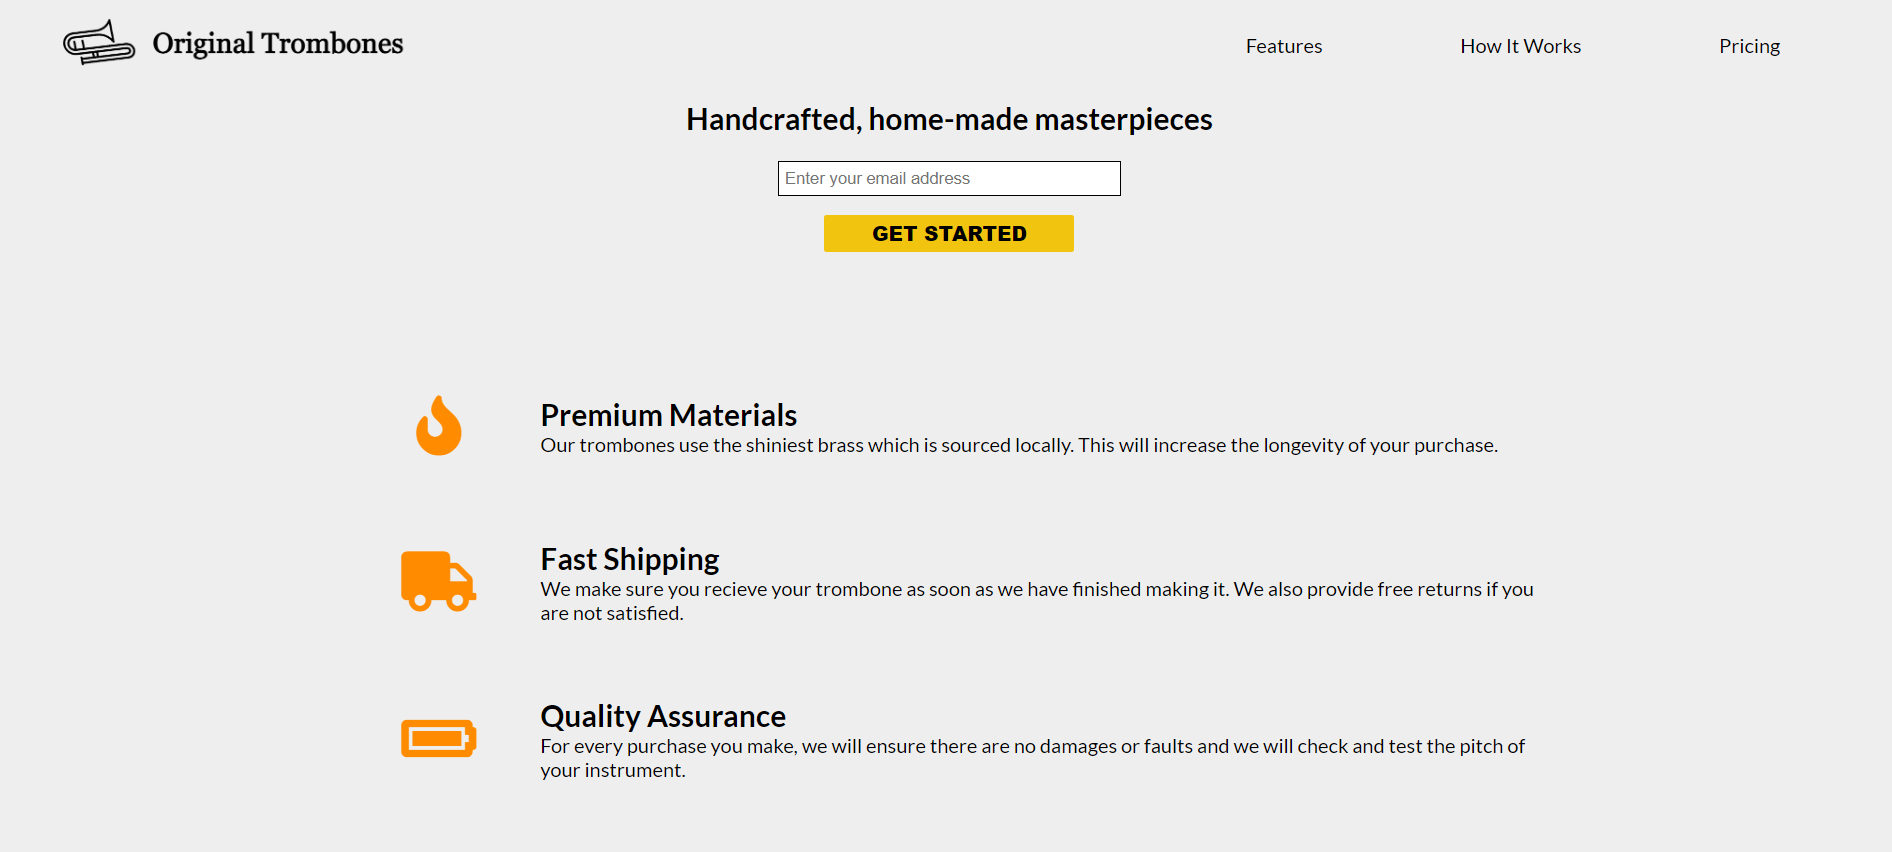 Original Trombones
Features
How It Works
Pricing
Handcrafted, home-made masterpieces
Enter your email address
GET STARTED
Premium Materials
Our trombones use the shiniest brass which is sourced locally. This will increase the longevity of your purchase.
Fast Shipping
We make sure you recieve your trombone as soon as we have finished making it. We also provide free returns if you
are not satisfied.
Quality Assurance
For every purchase you make, we will ensure there are no damages or faults and we will check and test the pitch of
your instrument.